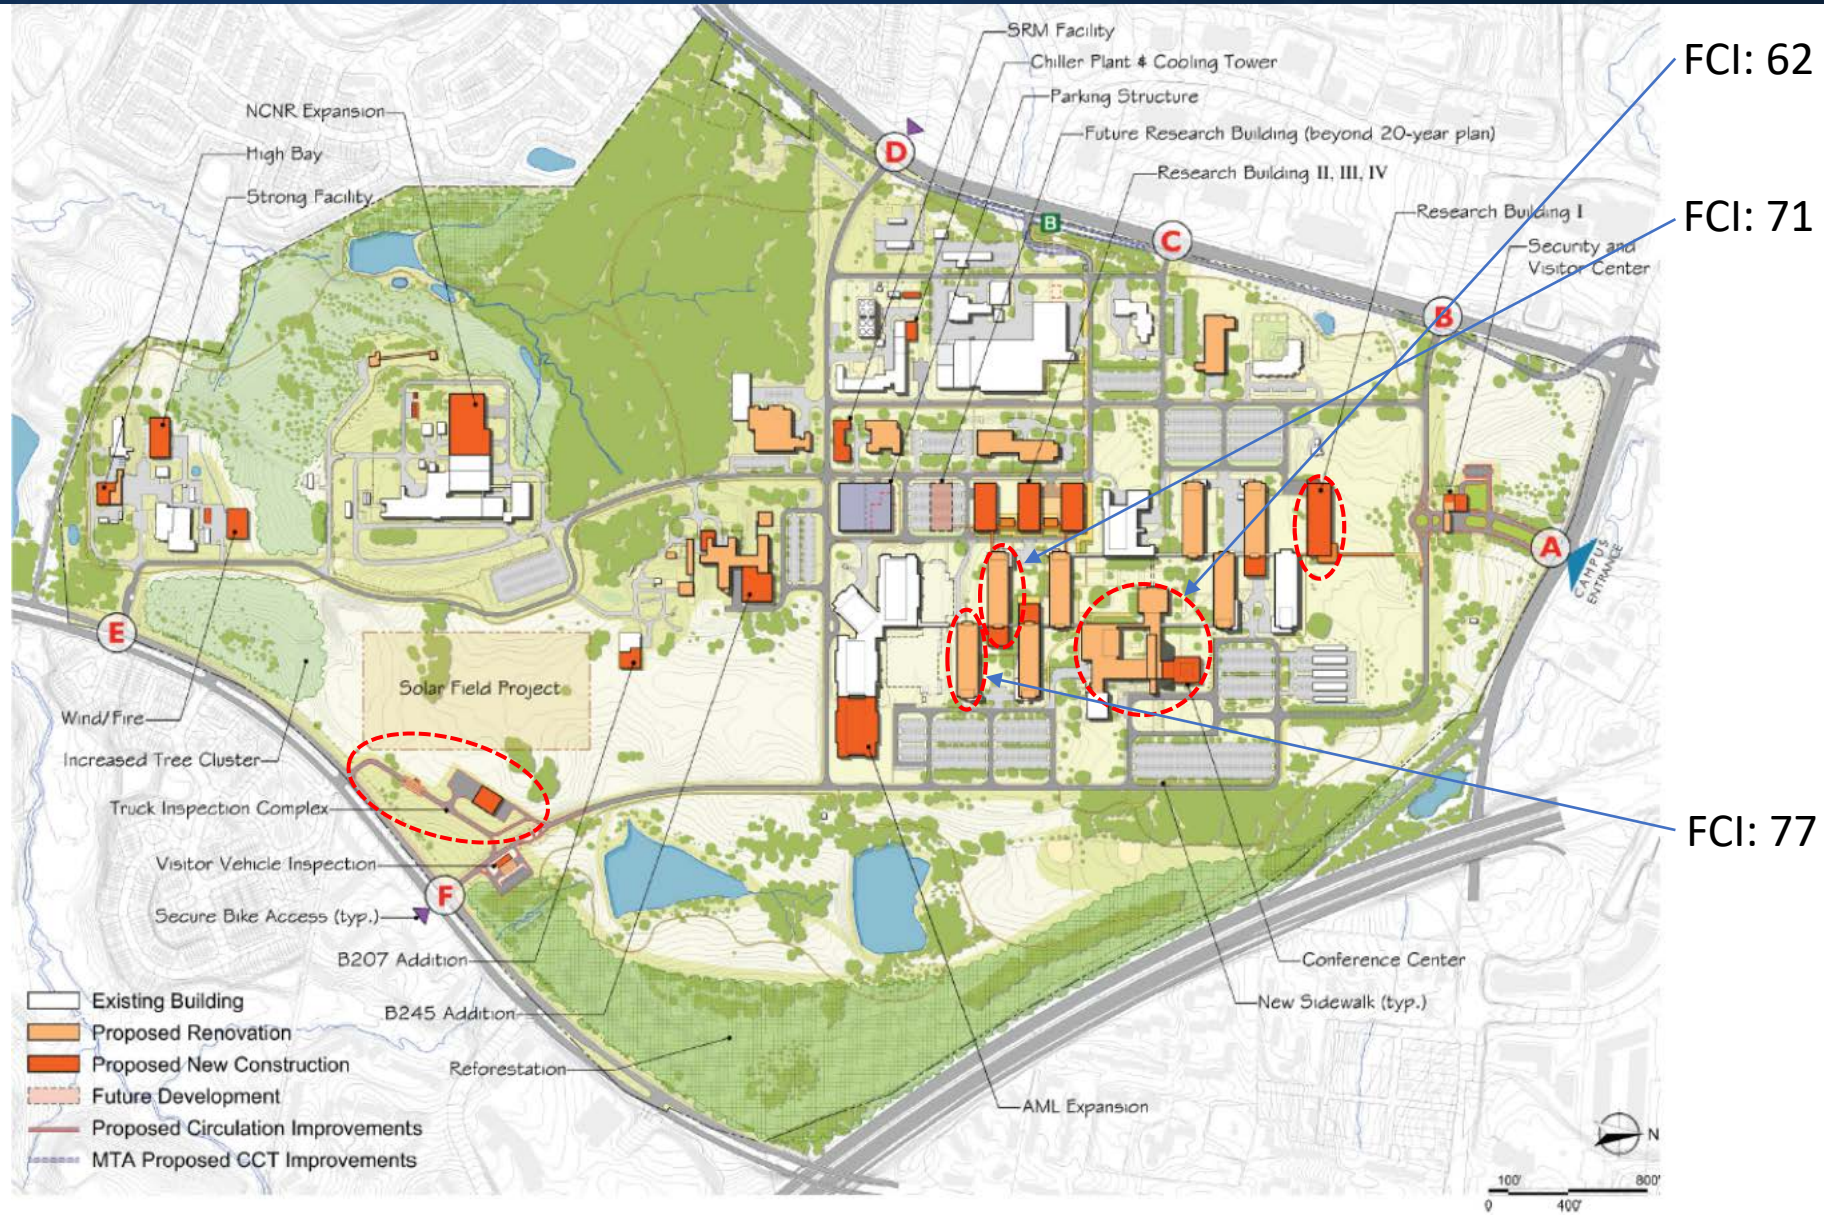 SRM Facility
Chiller Plant & Cooling Tower
Parking Structure
Future Research Building (beyond 20-year plan)
Research Building II, III, IV
Research Building I
Security and
Visitor Center
FCI: 62
FCI: 71
FCI: 77
NCNR Expansion
High Bay
Strong Facility
D
B
C
B
A
CAMPUS
ENTRANCE
E
F
Solar Field Project
Wind/Fire
Increased Tree Cluster
Truck Inspection Complex
Visitor Vehicle Inspection
Secure Bike Access (typ.)
B207 Addition
B245 Addition
Reforestation
Conference Center
New Sidewalk (typ.)
AML Expansion
Existing Building
Proposed Renovation
Proposed New Construction
Future Development
Proposed Circulation Improvements
MTA Proposed CCT Improvements
N
100' 800'
0 400'